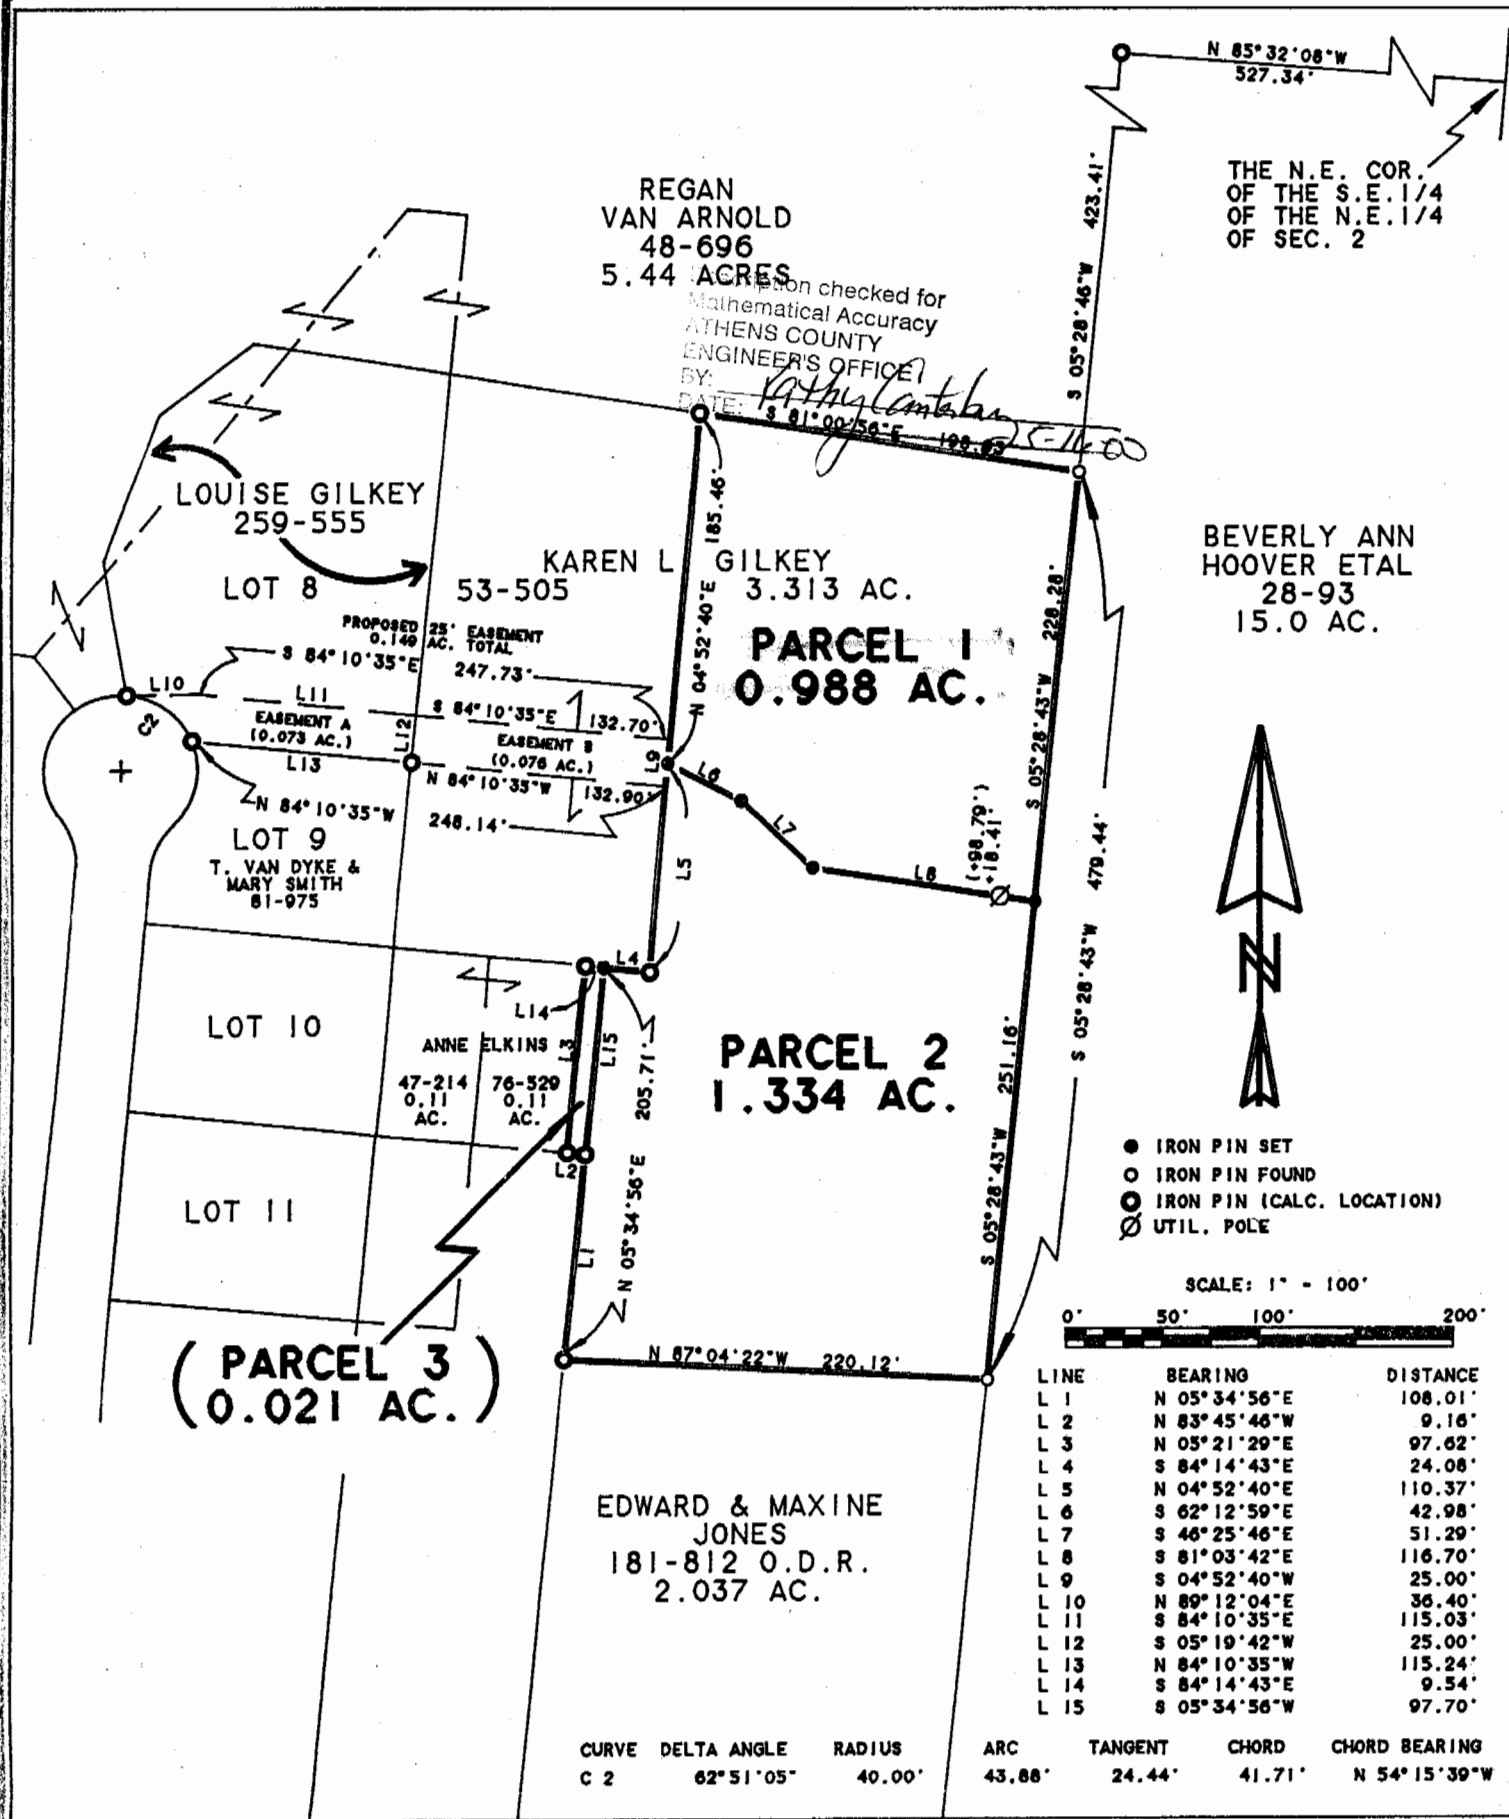 N 85°32'08"W
527.34'
THE N.E. COR.
OF THE S.E.1/4
OF THE N.E.1/4
OF SEC. 2
S 05°28'46"W 423.41'
REGAN
VAN ARNOLD
48-696
5.44 ACRES
checked for
Mathematical Accuracy
ATHENS COUNTY
ENGINEER'S OFFICE
BY:
DATE:
S 81°00'56"E
LOUISE GILKEY
259-555
LOT 8
KAREN L GILKEY
53-505 3.313 AC.
185.46'
N 04°52'40"E
BEVERLY ANN
HOOVER ETAL
28-93
15.0 AC.
PROPOSED 25' EASEMENT
0.149 AC. TOTAL
S 84°10'35"E 247.73'
PARCEL 1
0.988 AC.
S 05°28'43"W 228.28'
L10
L11
C2
EASEMENT A
(0.073 AC.)
L12
S 84°10'35"E 132.70'
EASEMENT B
(0.076 AC.)
L13
N 84°10'35"W 132.90'
L9
L6
L7
L8
(+98.79')
+18.41'
N 84°10'35"W 248.14'
LOT 9
T. VAN DYKE &
MARY SMITH
81-975
L5
S 05°28'43"W 479.44'
N
L4
L14
LOT 10
ANNE ELKINS
47-214
0.11
AC.
76-529
0.11
AC.
L3
L15
L2
PARCEL 2
1.334 AC.
S 05°28'43"W 251.16'
N 05°34'56"E 205.71'
L1
LOT 11
IRON PIN SET
IRON PIN FOUND
IRON PIN (CALC. LOCATION)
UTIL. POLE
SCALE: 1" - 100'
0' 50' 100' 200'
(PARCEL 3
0.021 AC.)
N 87°04'22"W 220.12'
EDWARD & MAXINE
JONES
181-812 O.D.R.
2.037 AC.
LINE BEARING DISTANCE
L 1 N 05°34'56"E 108.01'
L 2 N 83°45'46"W 9.16'
L 3 N 05°21'29"E 97.62'
L 4 S 84°14'43"E 24.08'
L 5 N 04°52'40"E 110.37'
L 6 S 62°12'59"E 42.98'
L 7 S 46°25'46"E 51.29'
L 8 S 81°03'42"E 116.70'
L 9 S 04°52'40"W 25.00'
L 10 N 89°12'04"E 36.40'
L 11 S 84°10'35"E 115.03'
L 12 S 05°19'42"W 25.00'
L 13 N 84°10'35"W 115.24'
L 14 S 84°14'43"E 9.54'
L 15 S 05°34'56"W 97.70'
CURVE DELTA ANGLE RADIUS ARC TANGENT CHORD CHORD BEARING
C 2 62°51'05" 40.00' 43.88' 24.44' 41.71' N 54°15'39"W